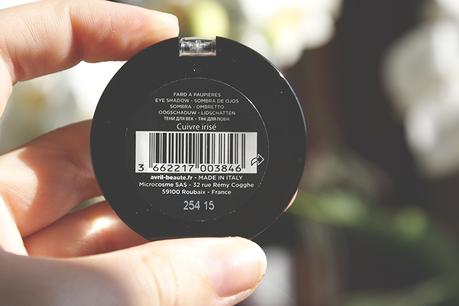 FARD A PAUPIERES
EYE SHADOW - SOMBRA DE OJOS
SOMBRA - OMBRETTO
OOGSCHADUW - LIDSCHATTEN
ТЕНИ ДЛЯ ВЕК - ТІНІ ДЛЯ ПОВІК
Cuivre irisé
3 662217 003846
avril-beaute.fr - MADE IN ITALY
Microcosme SAS - 32 rue Rémy Cogghe
59100 Roubaix - France
254 15